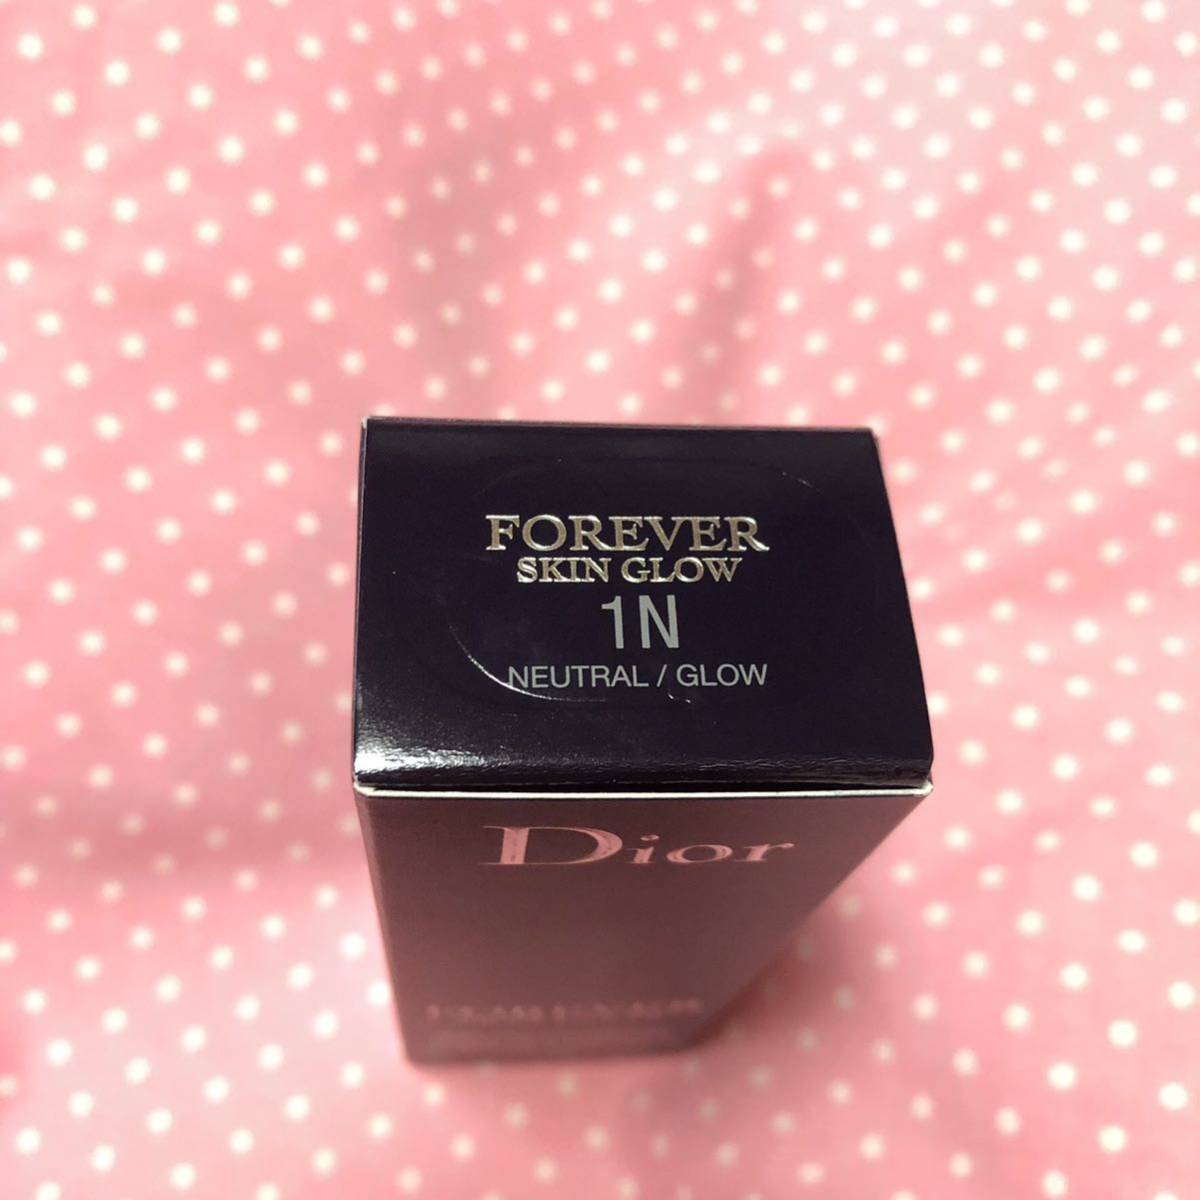 FOREVER
SKIN GLOW
1N
NEUTRAL / GLOW
Dior